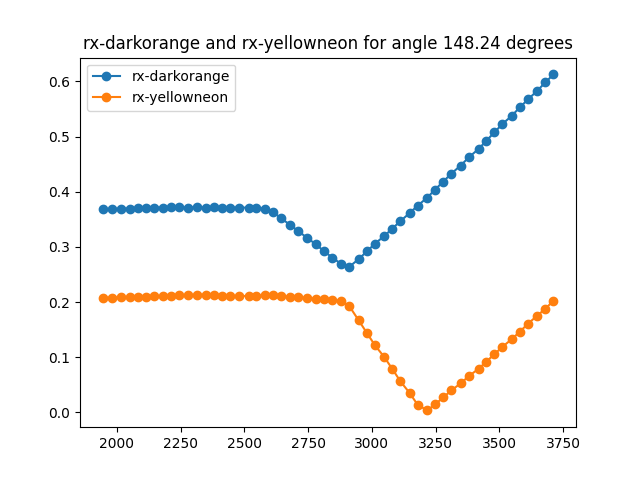 rx-darkorange and rx-yellowneon for angle 148.24 degrees
rx-darkorange
rx-yellowneon
0.6
0.5
0.4
0.3
0.2
0.1
0.0
2000 2250 2500 2750 3000 3250 3500 3750